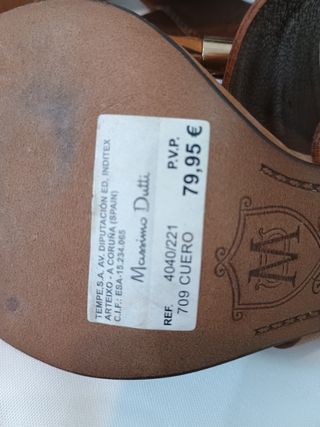 TEMPE,S.A. AV. DIPUTACIÓN ED, INDITEX
ARTEIXO - A CORUÑA (SPAIN)
C.I.F.: ESA-15.234.065
Massimo Dutti
P.V.P.
79,95 €
REF. 4040/221
709 CUERO
M